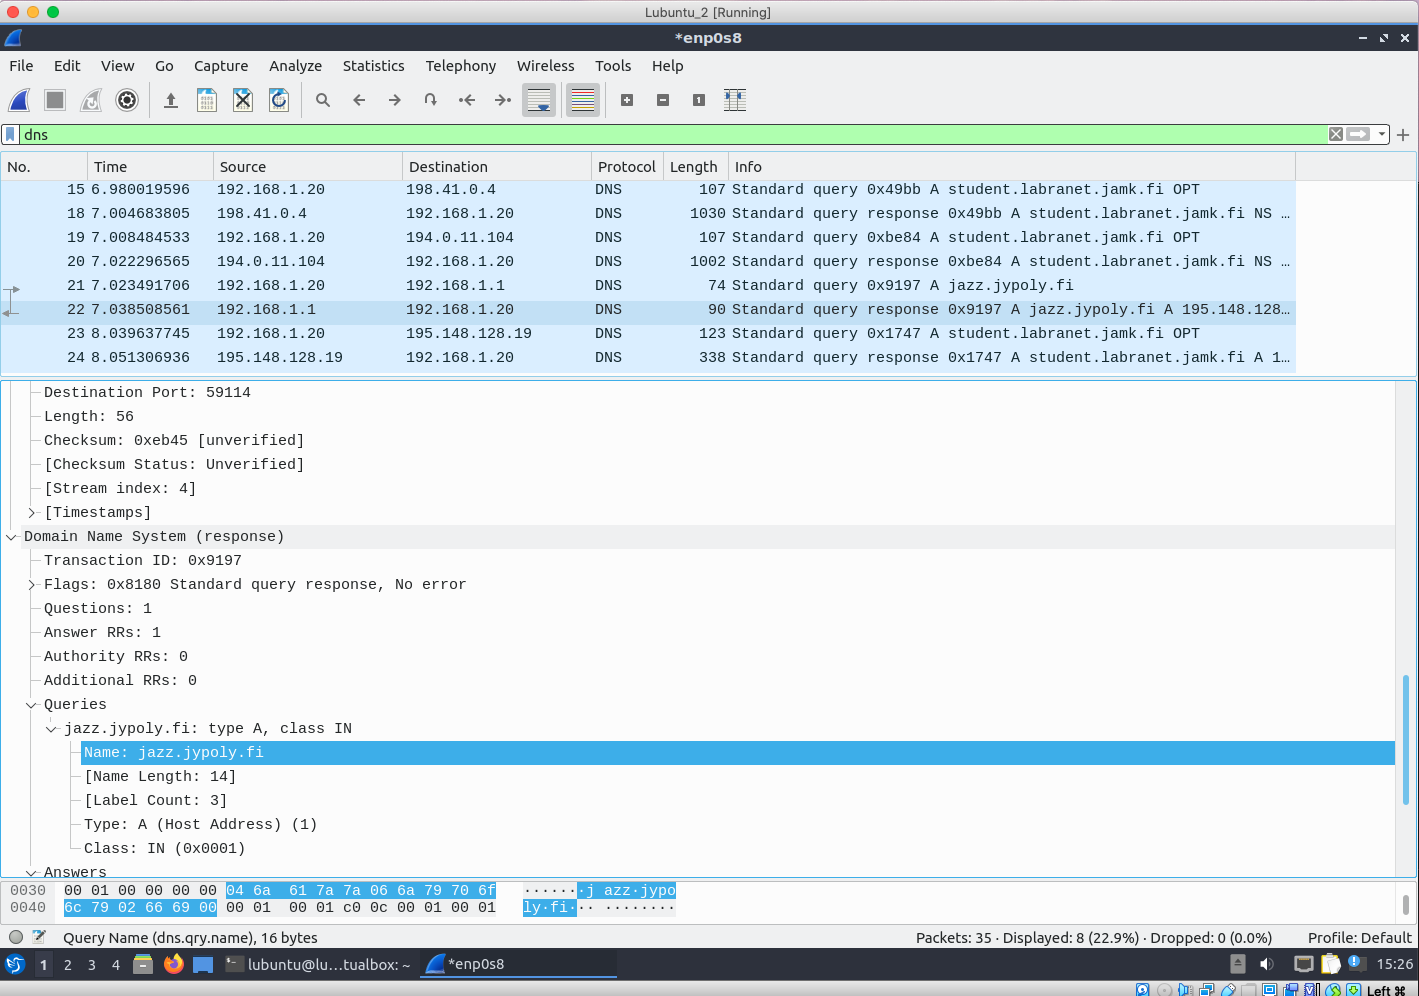 Lubuntu_2 [Running]
*enp0s8
File Edit View Go Capture Analyze Statistics Telephony Wireless Tools Help
dns
No. Time Source Destination Protocol Length Info
15 6.980019596 192.168.1.20 198.41.0.4 DNS 107 Standard query 0x49bb A student.labranet.jamk.fi OPT
18 7.004683805 198.41.0.4 192.168.1.20 DNS 1030 Standard query response 0x49bb A student.labranet.jamk.fi NS …
19 7.008484533 192.168.1.20 194.0.11.104 DNS 107 Standard query 0xbe84 A student.labranet.jamk.fi OPT
20 7.022296565 194.0.11.104 192.168.1.20 DNS 1002 Standard query response 0xbe84 A student.labranet.jamk.fi NS …
21 7.023491706 192.168.1.20 192.168.1.1 DNS 74 Standard query 0x9197 A jazz.jypoly.fi
22 7.038508561 192.168.1.1 192.168.1.20 DNS 90 Standard query response 0x9197 A jazz.jypoly.fi A 195.148.128…
23 8.039637745 192.168.1.20 195.148.128.19 DNS 123 Standard query 0x1747 A student.labranet.jamk.fi OPT
24 8.051306936 195.148.128.19 192.168.1.20 DNS 338 Standard query response 0x1747 A student.labranet.jamk.fi A 1…
Destination Port: 59114
Length: 56
Checksum: 0xeb45 [unverified]
[Checksum Status: Unverified]
[Stream index: 4]
[Timestamps]
Domain Name System (response)
Transaction ID: 0x9197
Flags: 0x8180 Standard query response, No error
Questions: 1
Answer RRs: 1
Authority RRs: 0
Additional RRs: 0
Queries
jazz.jypoly.fi: type A, class IN
Name: jazz.jypoly.fi
[Name Length: 14]
[Label Count: 3]
Type: A (Host Address) (1)
Class: IN (0x0001)
Answers
0030 00 01 00 00 00 00 04 6a 61 7a 7a 06 6a 79 70 6f ·······j azz·jypo
0040 6c 79 02 66 69 00 00 01 00 01 c0 0c 00 01 00 01 ly·fi··· ········
Query Name (dns.qry.name), 16 bytes Packets: 35 · Displayed: 8 (22.9%) · Dropped: 0 (0.0%) Profile: Default
1 2 3 4 lubuntu@lu…tualbox: ~ *enp0s8 15:26
Left ⌘